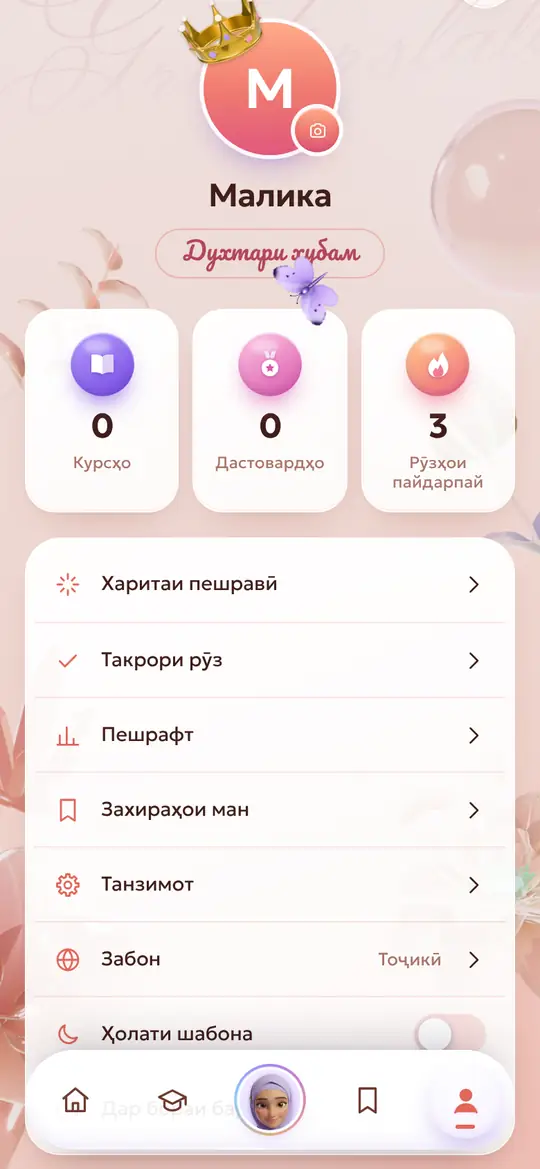 М
Малика
Духтари хубам
0
0
3
Курсҳо
Дастовардҳо
Рӯзҳои
пайдарпай
Харитаи пешравӣ
Такрори рӯз
Пешрафт
Захираҳои ман
Танзимот
Забон
Тоҷикӣ
Ҳолати шабона
Дар